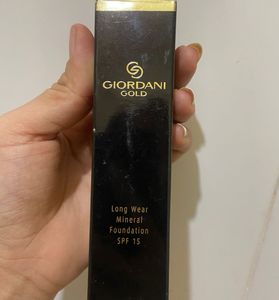 GIORDANI
GOLD
Long Wear
Mineral
Foundation
SPF 15